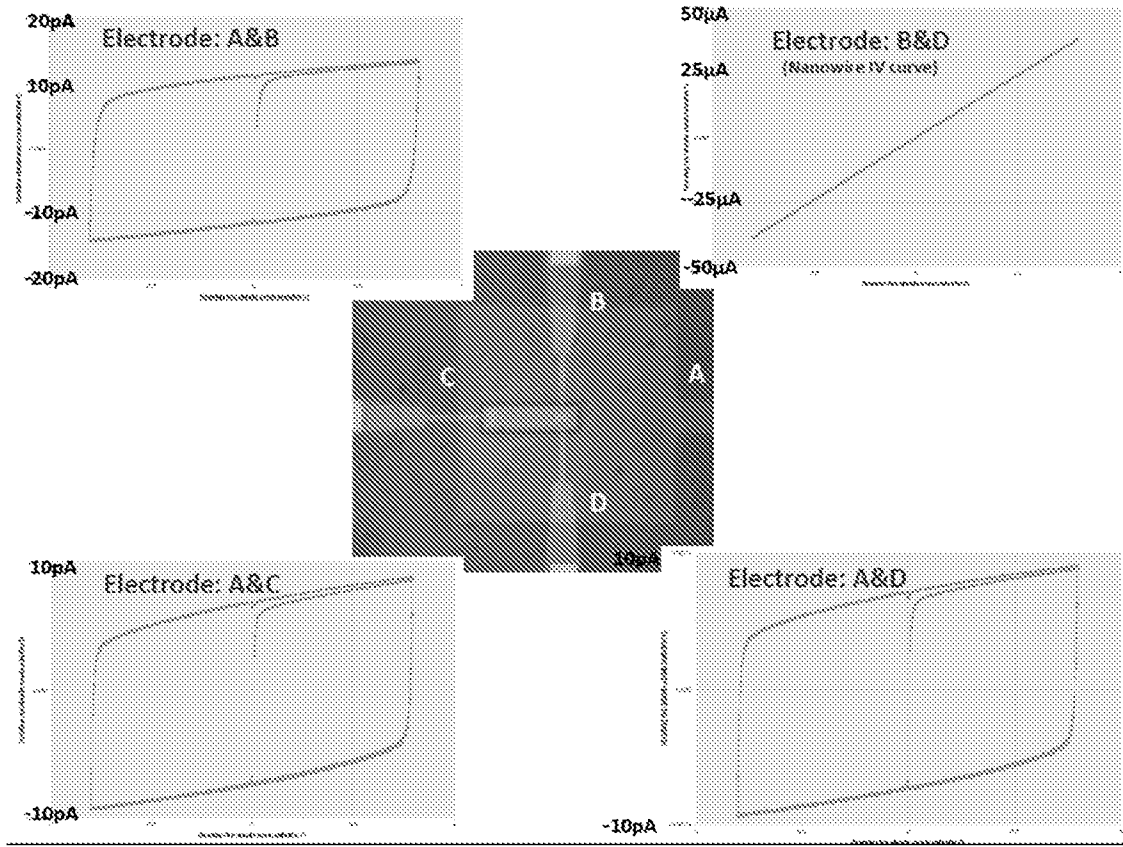 20pA
Electrode: A&B
10pA
-10pA
-20pA
50µA
Electrode: B&D
(Nanowire IV curve)
25µA
-25µA
-50µA
B
C
A
D
10pA
Electrode: A&C
-10pA
10pA
Electrode: A&D
-10pA